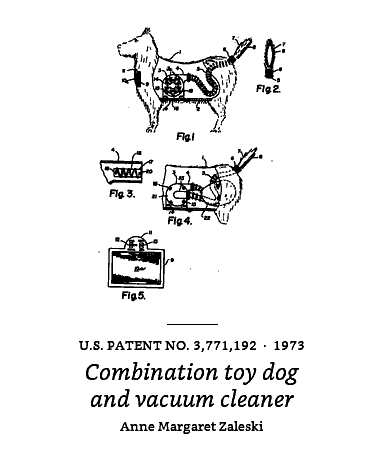 Fig.1
Fig.2.
Fig.3.
Fig.4.
Fig.5.
U.S. PATENT NO. 3,771,192 · 1973
Combination toy dog
and vacuum cleaner
Anne Margaret Zaleski